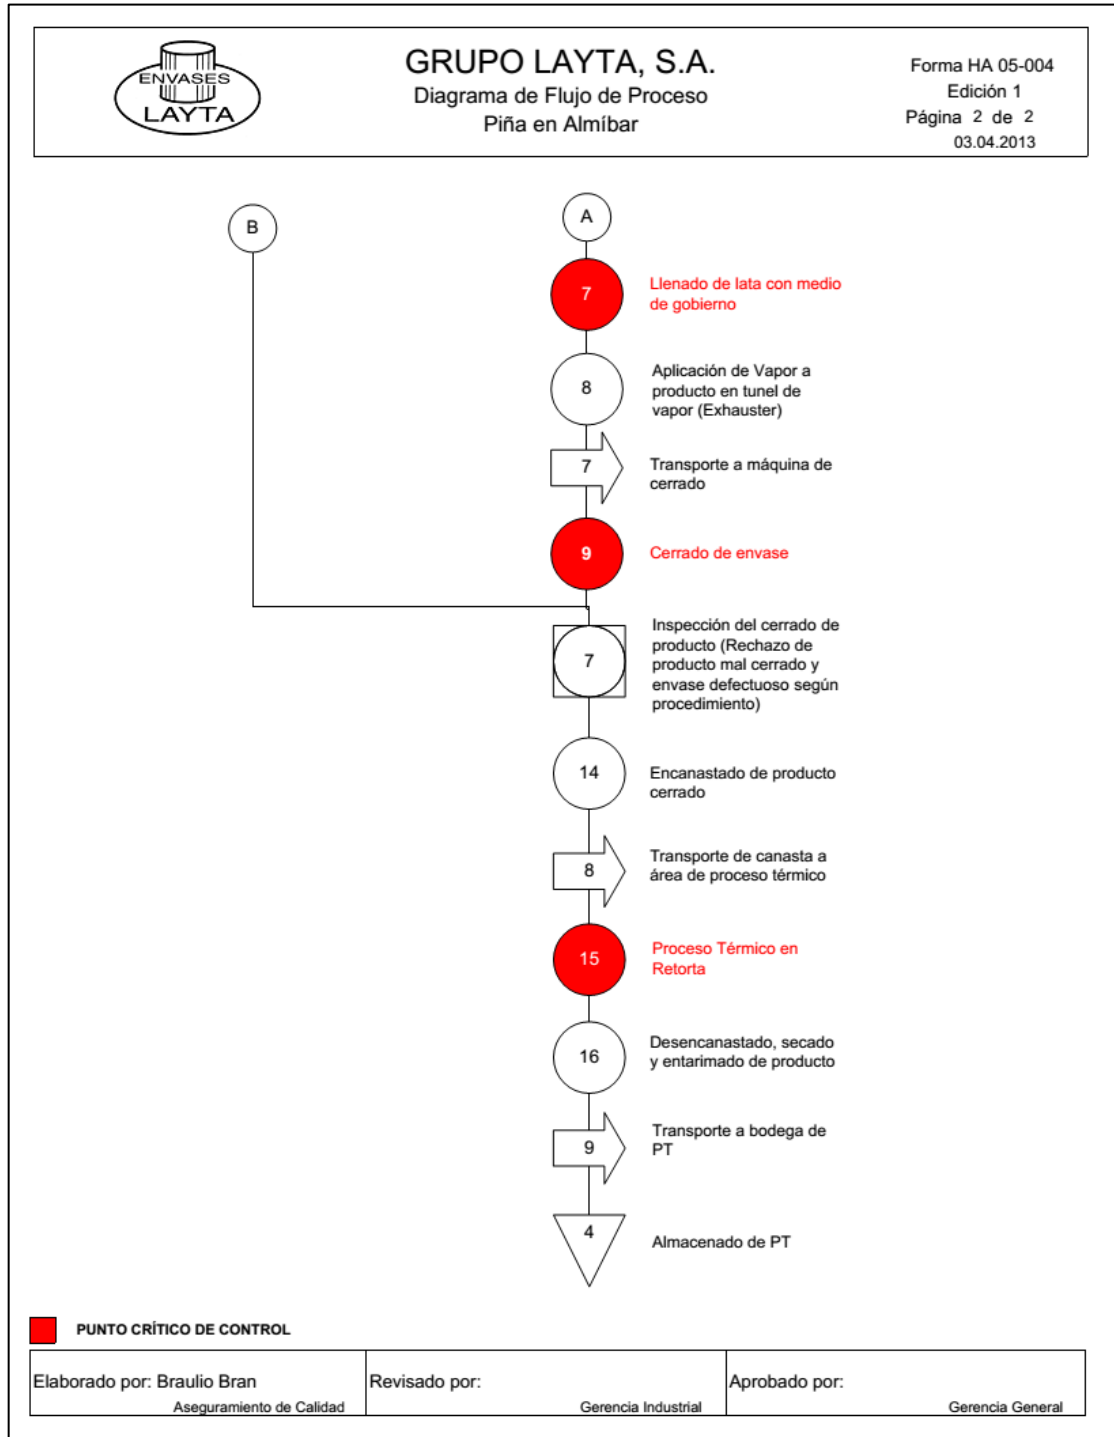 ENVASES
LAYTA
GRUPO LAYTA, S.A.
Diagrama de Flujo de Proceso
Piña en Almíbar
Forma HA 05-004
Edición 1
Página 2 de 2
03.04.2013
B
A
7
Llenado de lata con medio
de gobierno
8
Aplicación de Vapor a
producto en tunel de
vapor (Exhauster)
7
Transporte a máquina de
cerrado
9
Cerrado de envase
7
Inspección del cerrado de
producto (Rechazo de
producto mal cerrado y
envase defectuoso según
procedimiento)
14
Encanastado de producto
cerrado
8
Transporte de canasta a
área de proceso térmico
15
Proceso Térmico en
Retorta
16
Desencanastado, secado
y entarimado de producto
9
Transporte a bodega de
PT
4
Almacenado de PT
PUNTO CRÍTICO DE CONTROL
Elaborado por: Braulio Bran
Aseguramiento de Calidad
Revisado por:
Gerencia Industrial
Aprobado por:
Gerencia General